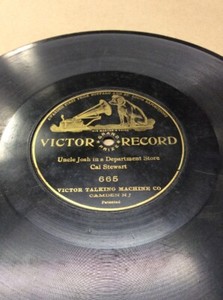 VICTOR RECORD
Uncle Josh in a Department Store
Cal Stewart
665
VICTOR TALKING MACHINE CO.
CAMDEN N J